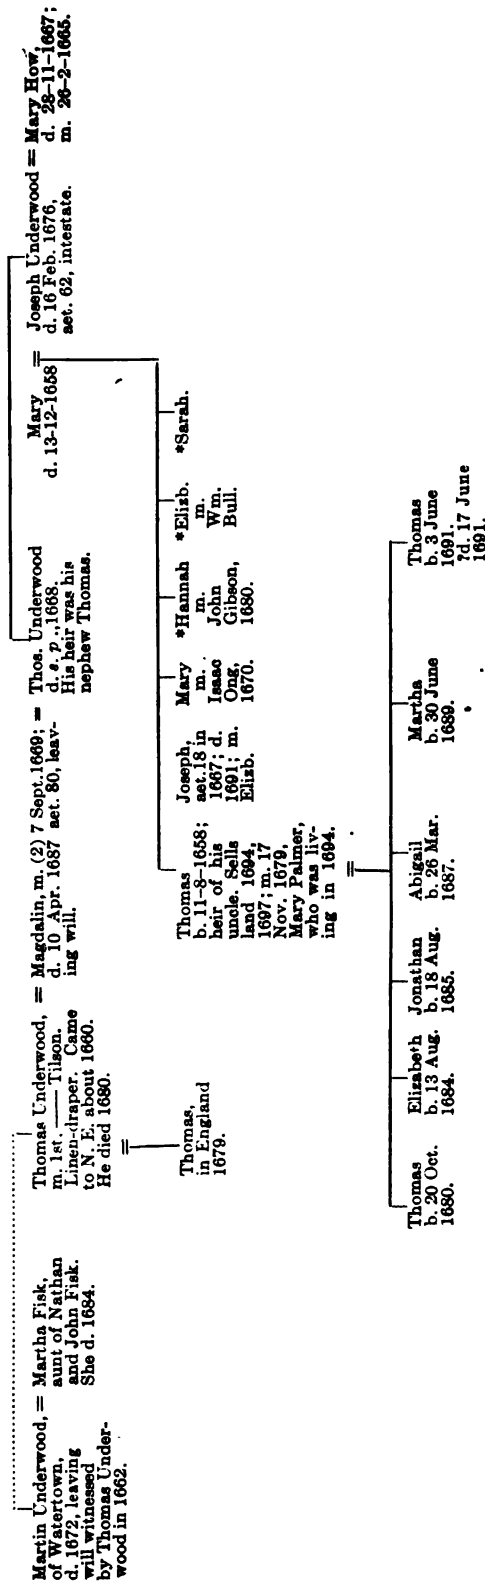 Martin Underwood, = Martha Fisk,
of Watertown,
d. 1672, leaving
will witnessed
by Thomas Under-
wood in 1662.
aunt of Nathan
and John Fisk.
She d. 1684.
Thomas Underwood, = Magdalin, m. (2) 7 Sept. 1669; =
m. 1st. —— Tilson.
Linen-draper. Came
to N. E. about 1660.
He died 1680.
d. 10 Apr. 1687 aet. 80, leav-
ing will.
Thos. Underwood
d. s. p., 1668.
His heir was his
nephew Thomas.
Mary =
d. 13-12-1658
Joseph Underwood = Mary How,
d. 16 Feb. 1676,
aet. 62, intestate.
d. 28-11-1667;
m. 26-2-1665.
=
Thomas,
in England
1679.
Thomas
b. 11-8-1658;
heir of his
uncle. Sells
land 1694,
1697; m. 17
Nov. 1679,
Mary Palmer,
who was liv-
ing in 1694.
Joseph,
aet. 18 in
1667; d.
1691; m.
Elizb.
Mary
m.
Isaac
Ong,
1670.
*Hannah
m.
John
Gibson,
1680.
*Elizb.
m.
Wm.
Bull.
*Sarah.
=
Thomas
b. 20 Oct.
1680.
Elizabeth
b. 13 Aug.
1684.
Jonathan
b. 18 Aug.
1685.
Abigail
b. 26 Mar.
1687.
Martha
b. 30 June
1689.
Thomas
b. 3 June
1691.
?d. 17 June
1691.